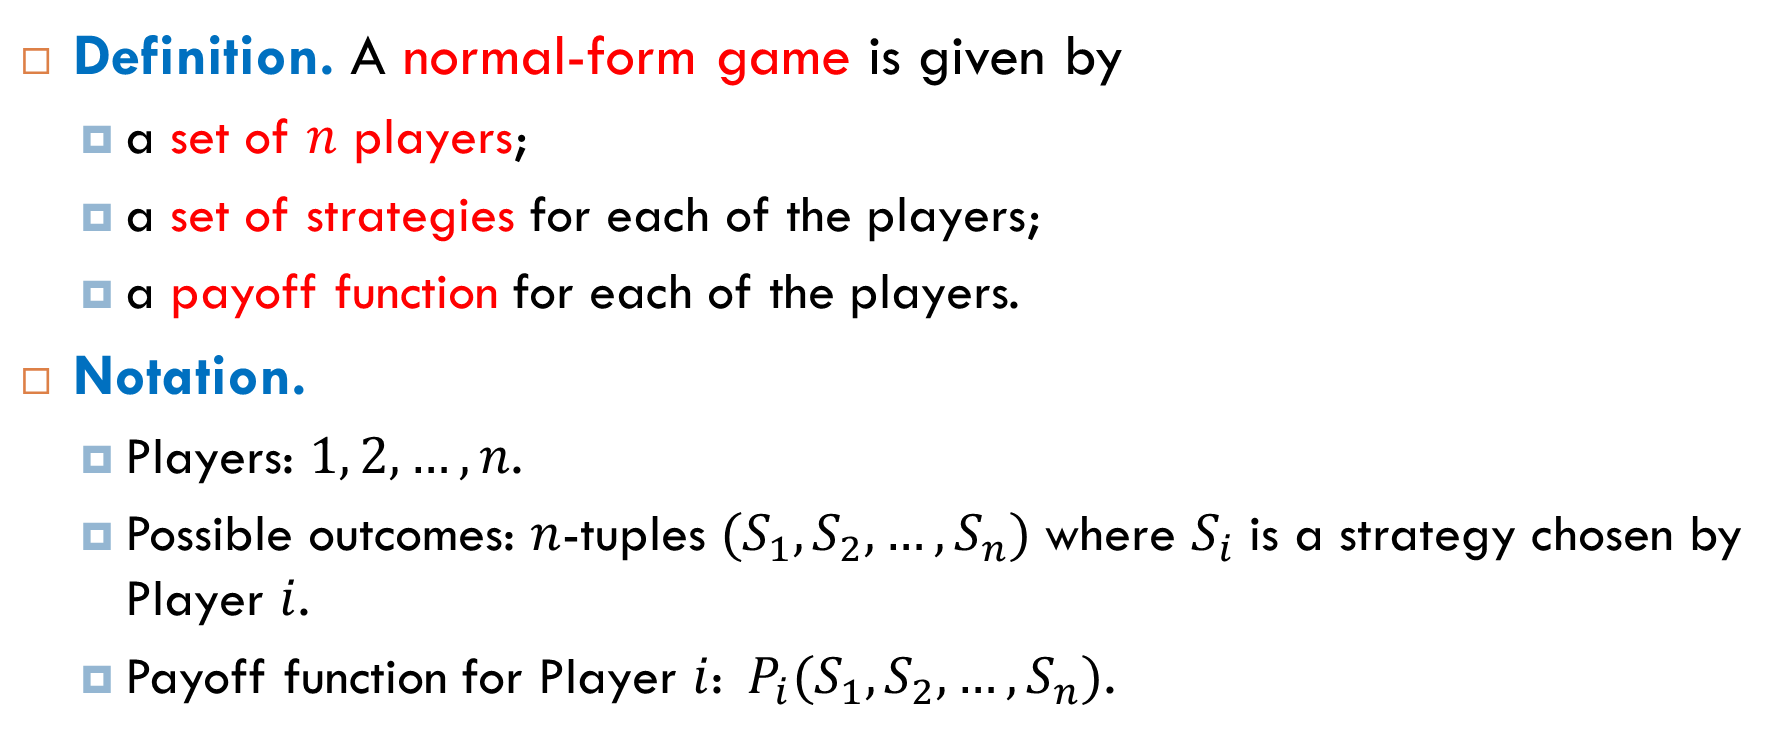 Definition. A normal-form game is given by
a set of n players;
a set of strategies for each of the players;
a payoff function for each of the players.
Notation.
Players: 1, 2, … , n.
Possible outcomes: n-tuples (S₁, S₂, … , Sₙ) where Sᵢ is a strategy chosen by
Player i.
Payoff function for Player i: Pᵢ(S₁, S₂, … , Sₙ).